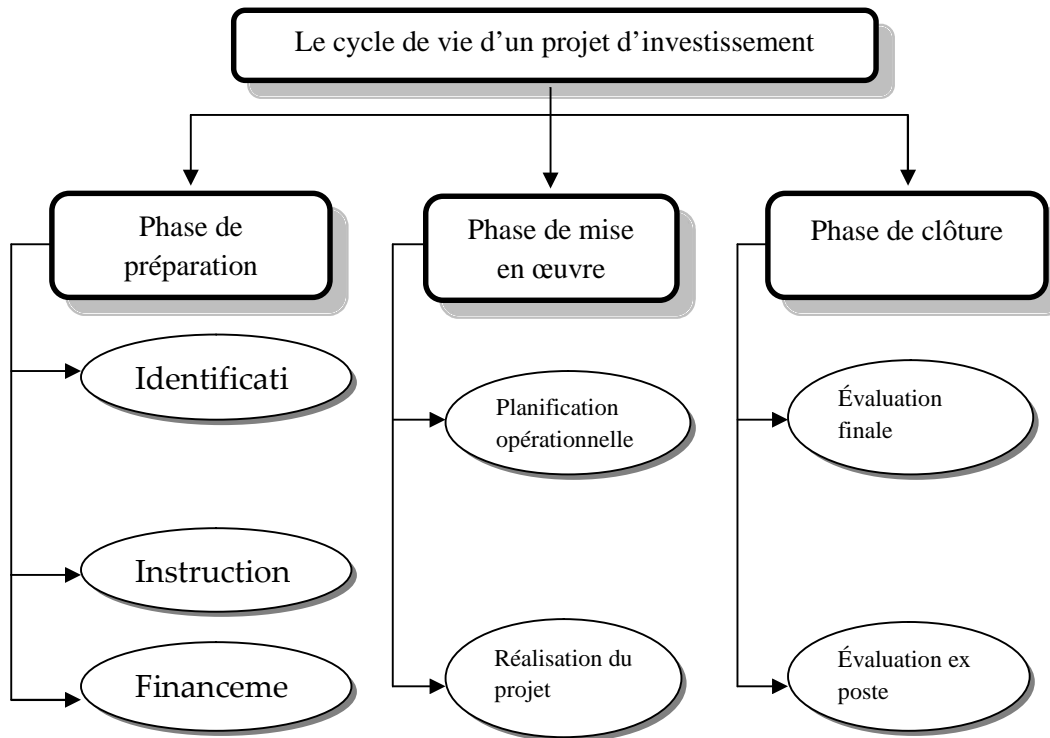 Le cycle de vie d’un projet d’investissement
Phase de
préparation
Phase de mise
en œuvre
Phase de clôture
Identificati
Instruction
Financeme
Planification
opérationnelle
Réalisation du
projet
Évaluation
finale
Évaluation ex
poste